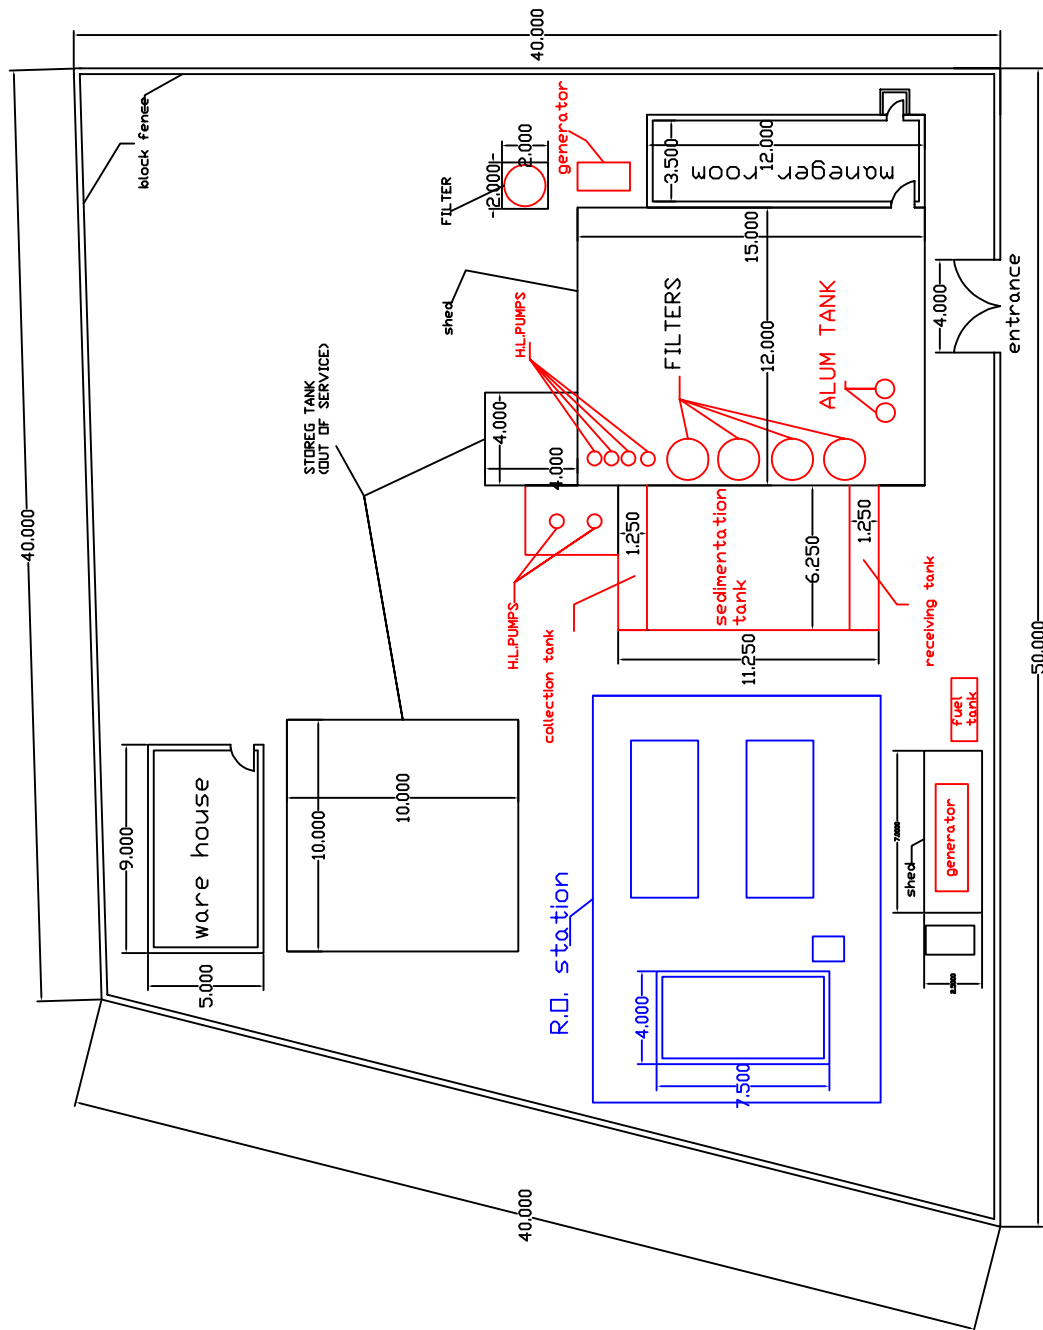 40.000
40.000
block fence
FILTER
2.000
2.000
generator
3.500
12.000
maneger room
shed
15.000
12.000
H.L.PUMPS
FILTERS
ALUM TANK
4.000
entrance
STOREG TANK
(OUT OF SERVICE)
4.000
4.000
H.L.PUMPS
1.250
sedimentation
tank
6.250
1.250
collection tank
receiving tank
11.250
50.000
fuel
tank
9.000
ware house
5.000
10.000
10.000
R.O. station
4.000
7.500
7.0000
shed
generator
40.000